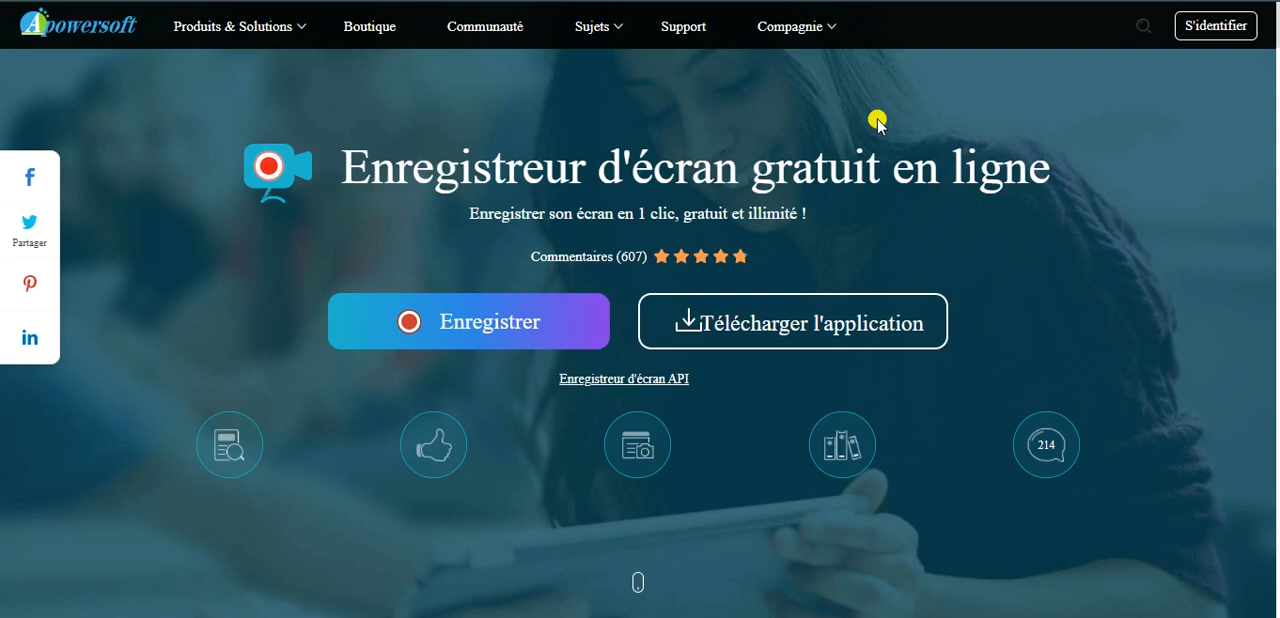 Apowersoft
Produits & Solutions
Boutique
Communauté
Sujets
Support
Compagnie
S'identifier
Enregistreur d'écran gratuit en ligne
Enregistrer son écran en 1 clic, gratuit et illimité !
Commentaires (607)
Partager
Enregistrer
Télécharger l'application
Enregistreur d'écran API
214